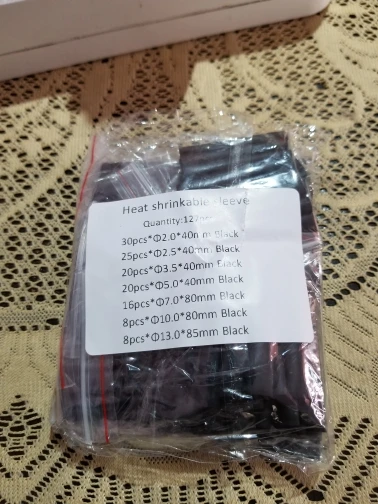 Heat shrinkable sleeve
Quantity:127pcs
30pcs*Φ2.0*40mm Black
25pcs*Φ2.5*40mm Black
20pcs*Φ3.5*40mm Black
20pcs*Φ5.0*40mm Black
16pcs*Φ7.0*80mm Black
8pcs*Φ10.0*80mm Black
8pcs*Φ13.0*85mm Black